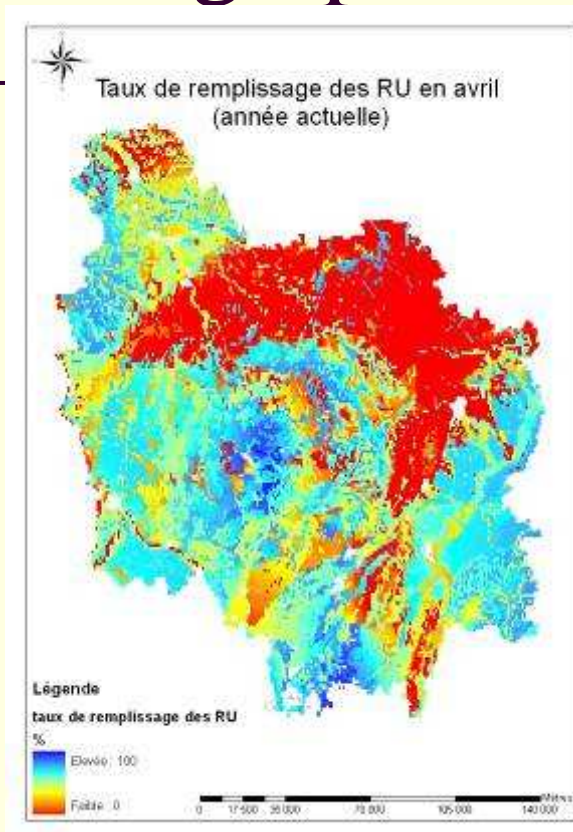 Taux de remplissage des RU en avril
(année actuelle)
Légende
taux de remplissage des RU
%
Elevée : 100
Faible : 0
Mètres
0 17 500 35 000 70 000 105 000 140 000